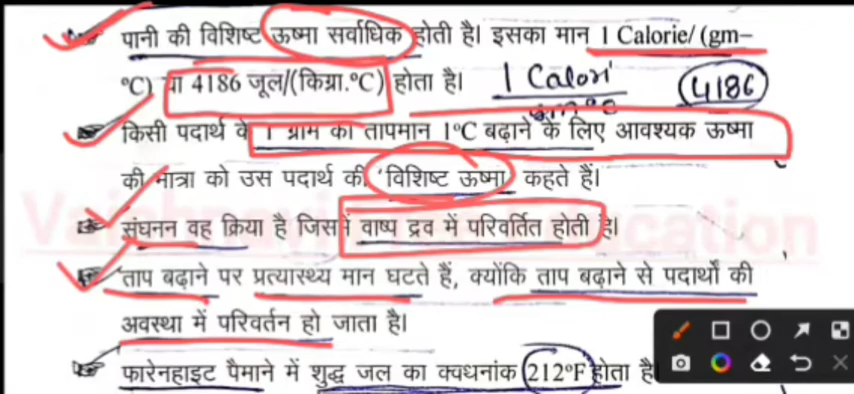 पानी की विशिष्ट ऊष्मा सर्वाधिक होती है। इसका मान 1 Calorie/ (gm–
°C) या 4186 जूल/(किग्रा.°C) होता है। 1 Calori 4186
किसी पदार्थ के 1 ग्राम का तापमान 1°C बढ़ाने के लिए आवश्यक ऊष्मा
की मात्रा को उस पदार्थ की 'विशिष्ट ऊष्मा' कहते हैं।
संघनन वह क्रिया है जिसमें वाष्प द्रव में परिवर्तित होती है।
ताप बढ़ाने पर प्रत्यास्थ्य मान घटते हैं, क्योंकि ताप बढ़ाने से पदार्थों की
अवस्था में परिवर्तन हो जाता है।
फारेनहाइट पैमाने में शुद्ध जल का क्वथनांक 212°F होता है